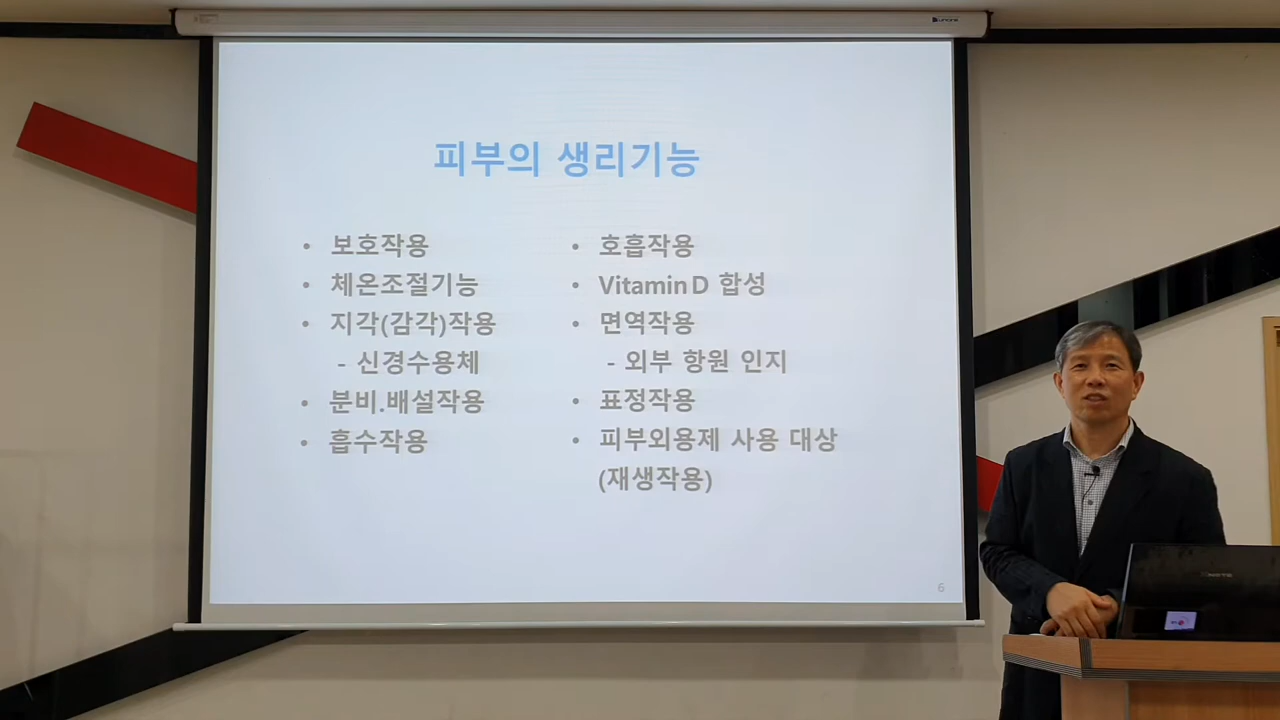 피부의 생리기능
• 보호작용
• 체온조절기능
• 지각(감각)작용
- 신경수용체
• 분비.배설작용
• 흡수작용
• 호흡작용
• Vitamin D 합성
• 면역작용
- 외부 항원 인지
• 표정작용
• 피부외용제 사용 대상
(재생작용)
6